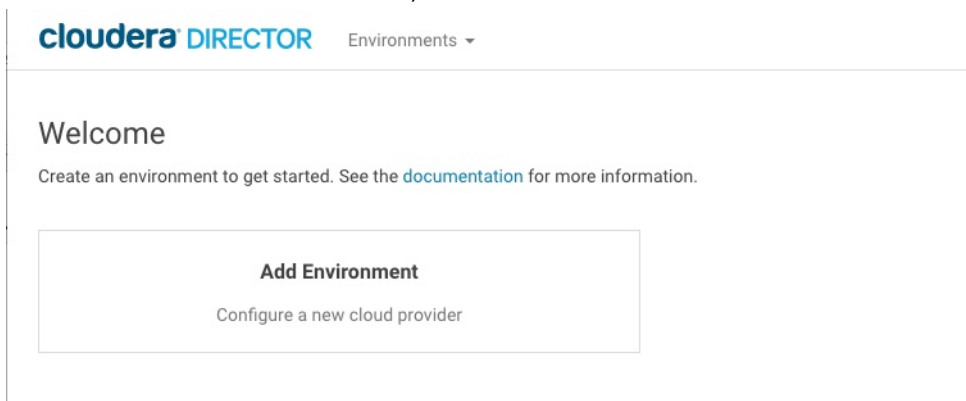 cloudera DIRECTOR Environments
Welcome
Create an environment to get started. See the documentation for more information.
Add Environment
Configure a new cloud provider